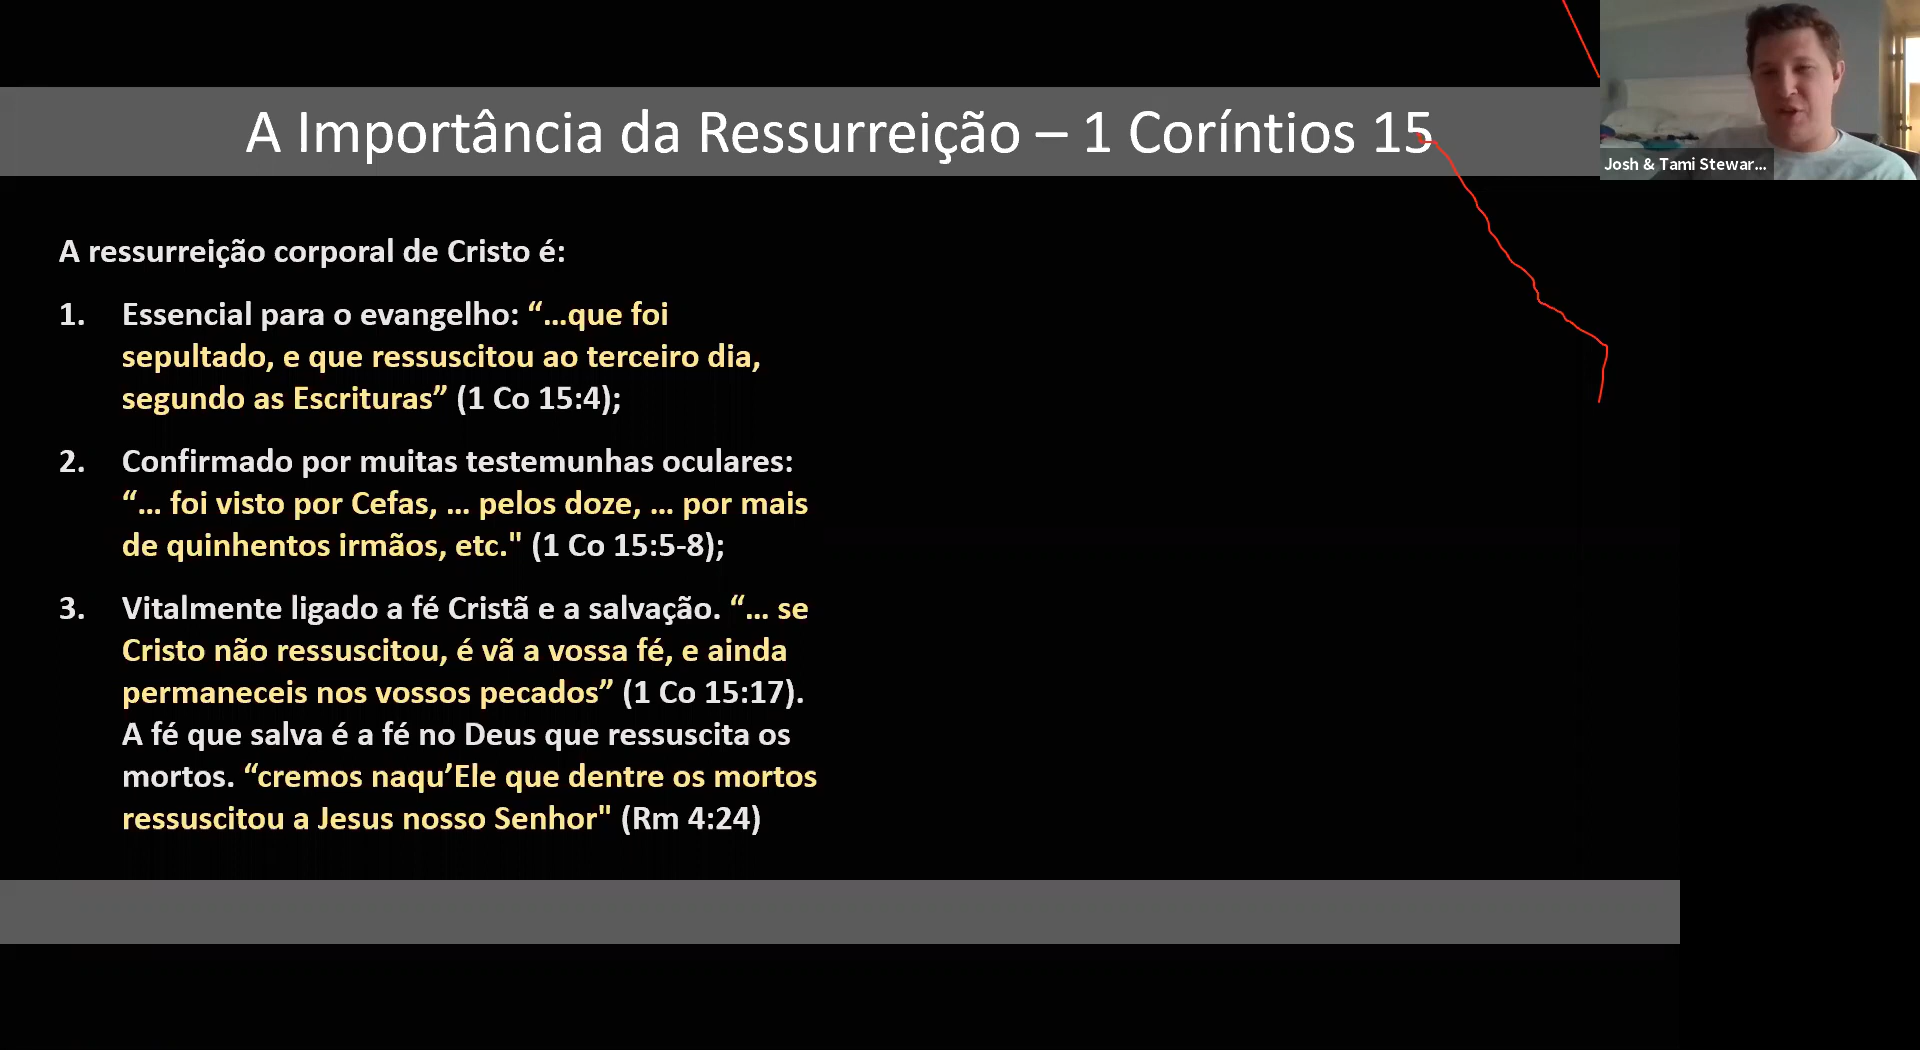 A Importância da Ressurreição – 1 Coríntios 15
Josh & Tami Stewar...
A ressurreição corporal de Cristo é:
1. Essencial para o evangelho: “…que foi
sepultado, e que ressuscitou ao terceiro dia,
segundo as Escrituras” (1 Co 15:4);
2. Confirmado por muitas testemunhas oculares:
“… foi visto por Cefas, … pelos doze, … por mais
de quinhentos irmãos, etc." (1 Co 15:5-8);
3. Vitalmente ligado a fé Cristã e a salvação. “… se
Cristo não ressuscitou, é vã a vossa fé, e ainda
permaneceis nos vossos pecados” (1 Co 15:17).
A fé que salva é a fé no Deus que ressuscita os
mortos. “cremos naqu’Ele que dentre os mortos
ressuscitou a Jesus nosso Senhor" (Rm 4:24)